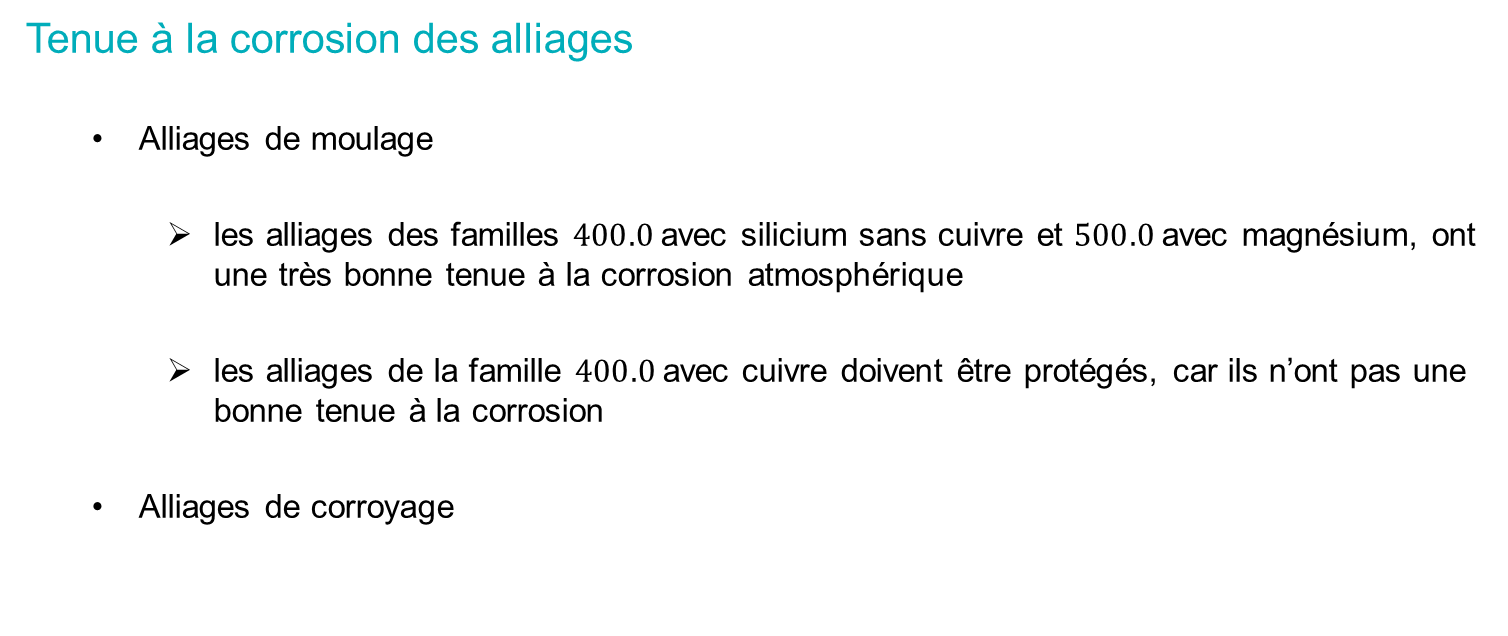 Tenue à la corrosion des alliages
• Alliages de moulage
➢ les alliages des familles 400.0 avec silicium sans cuivre et 500.0 avec magnésium, ont
une très bonne tenue à la corrosion atmosphérique
➢ les alliages de la famille 400.0 avec cuivre doivent être protégés, car ils n’ont pas une
bonne tenue à la corrosion
• Alliages de corroyage